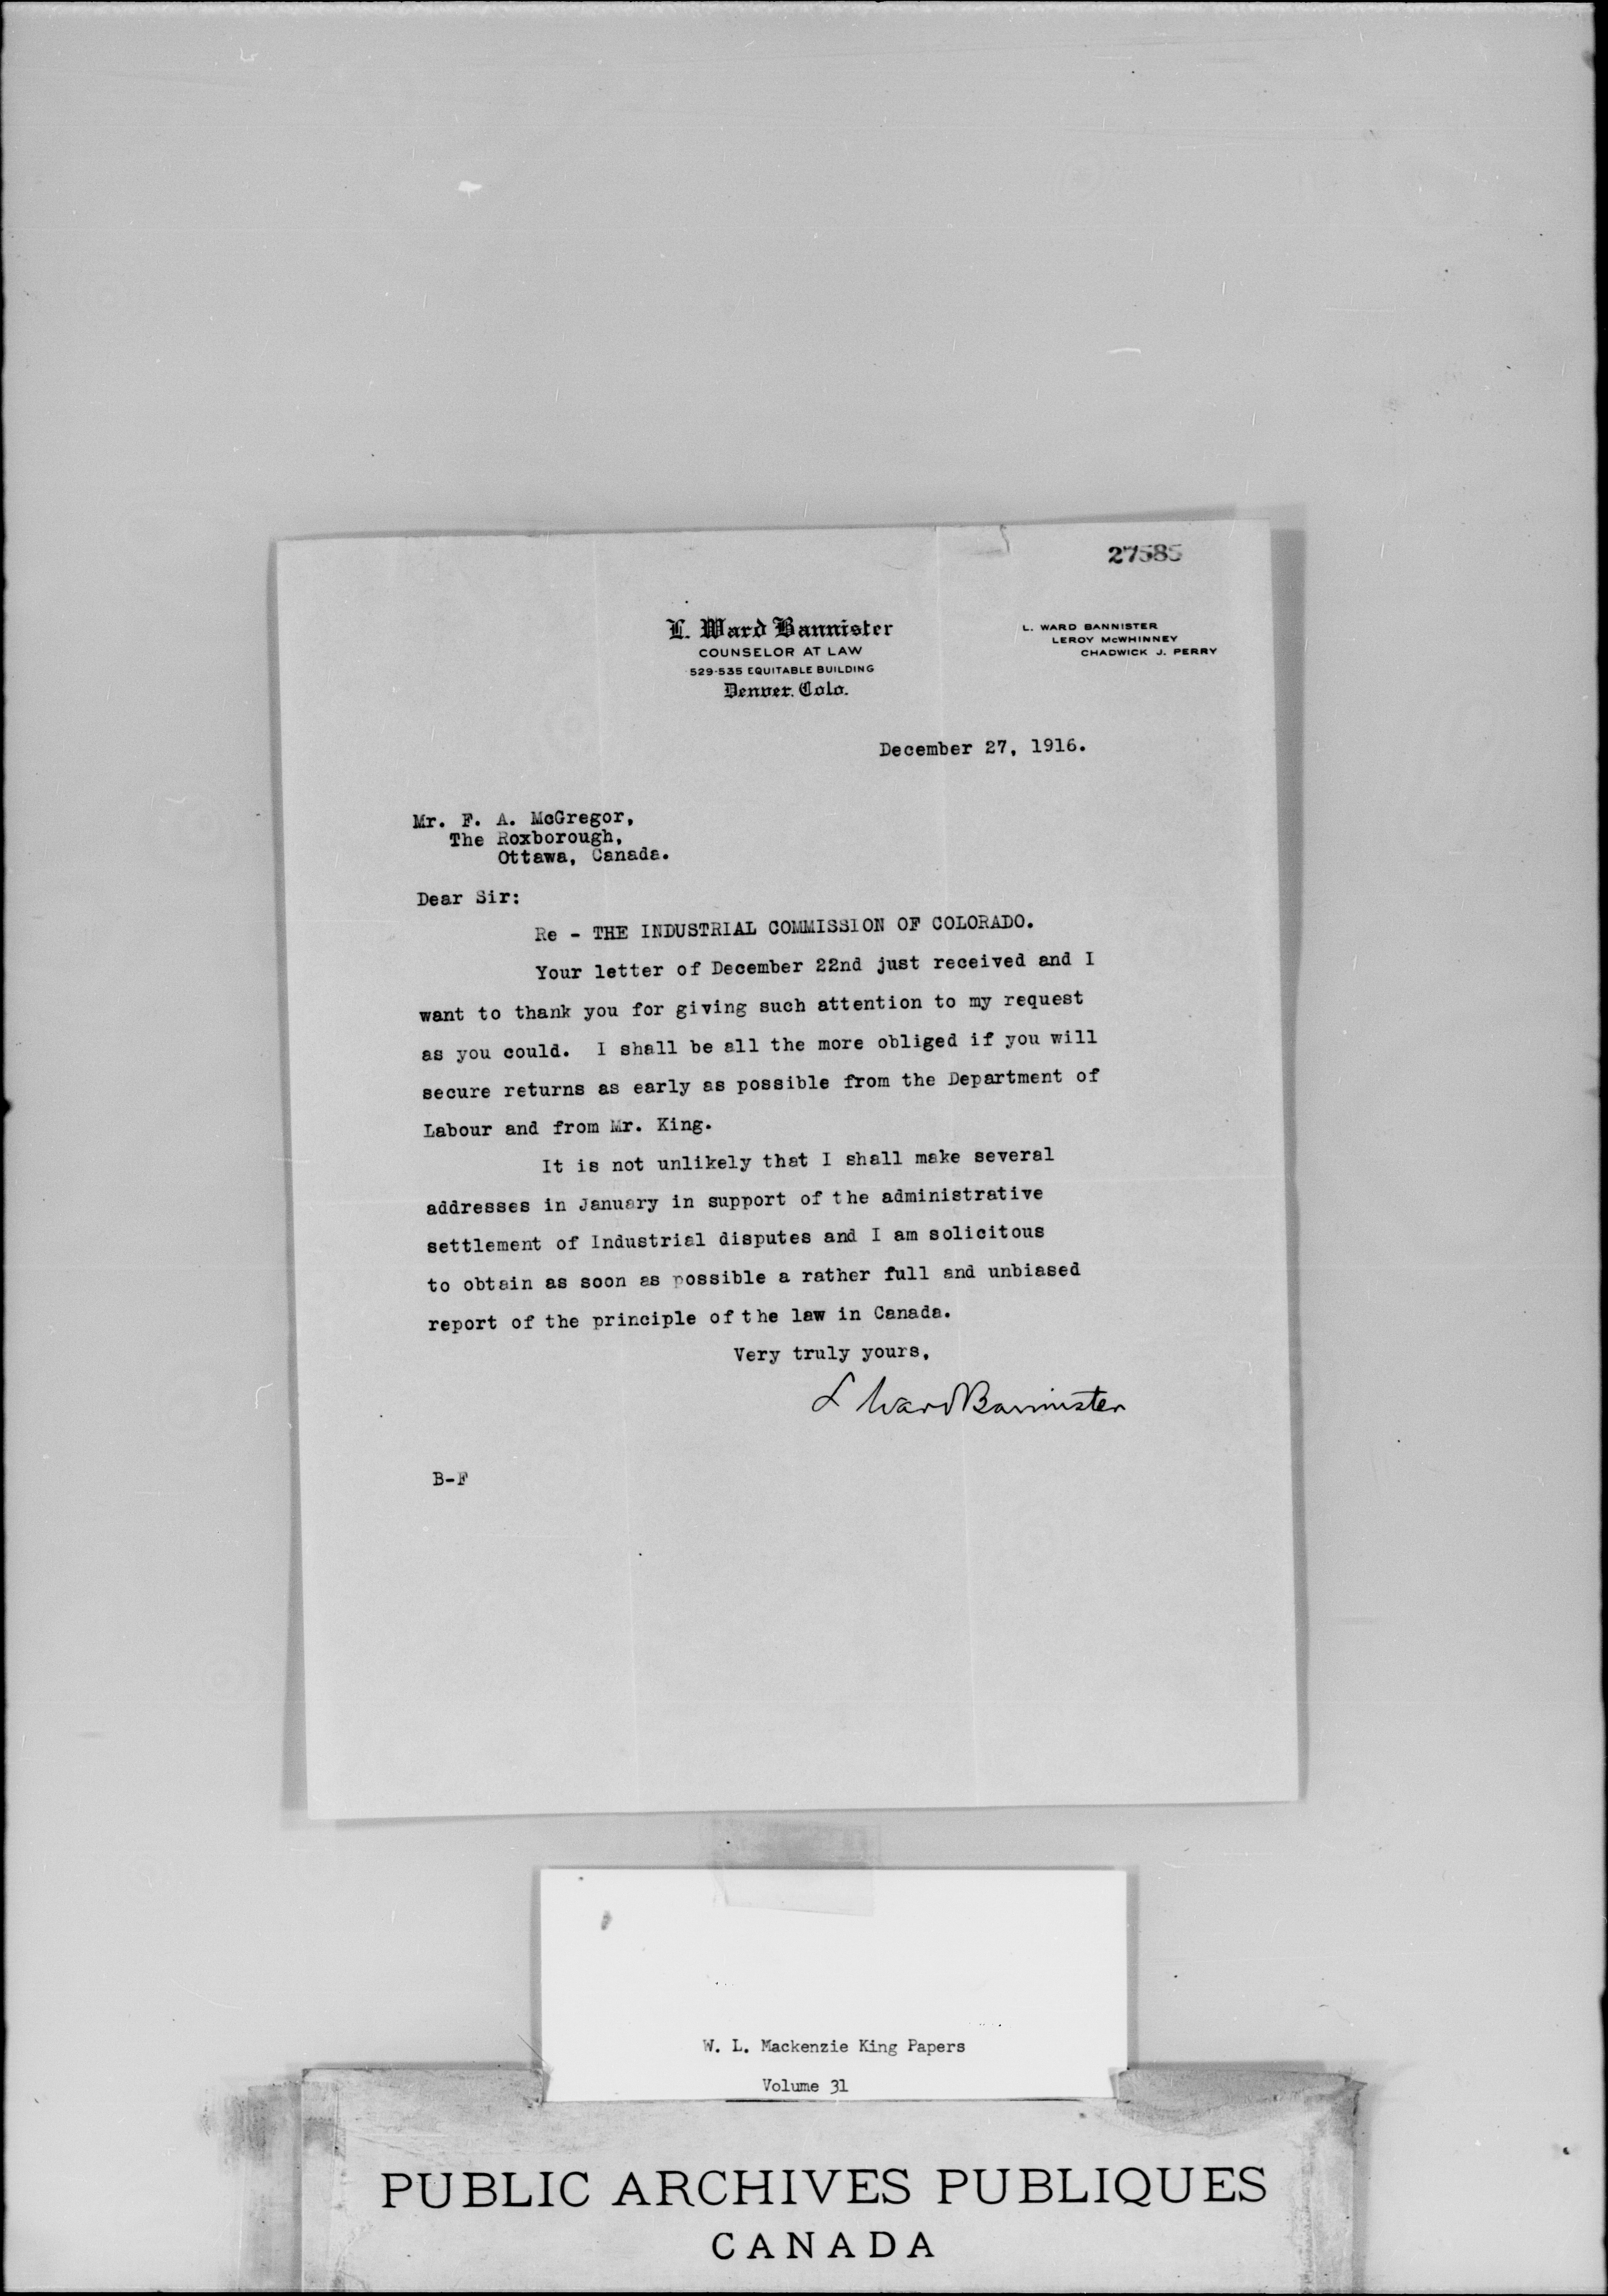 27585
L. Ward Bannister
COUNSELOR AT LAW
529-535 EQUITABLE BUILDING
Denver. Colo.
L. WARD BANNISTER
LEROY McWHINNEY
CHADWICK J. PERRY
December 27, 1916.
Mr. F. A. McGregor,
The Roxborough,
Ottawa, Canada.
Dear Sir:
Re - THE INDUSTRIAL COMMISSION OF COLORADO.
Your letter of December 22nd just received and I
want to thank you for giving such attention to my request
as you could. I shall be all the more obliged if you will
secure returns as early as possible from the Department of
Labour and from Mr. King.
It is not unlikely that I shall make several
addresses in January in support of the administrative
settlement of Industrial disputes and I am solicitous
to obtain as soon as possible a rather full and unbiased
report of the principle of the law in Canada.
Very truly yours,
L Ward Bannister
B-F
W. L. Mackenzie King Papers
Volume 31
PUBLIC ARCHIVES PUBLIQUES
CANADA